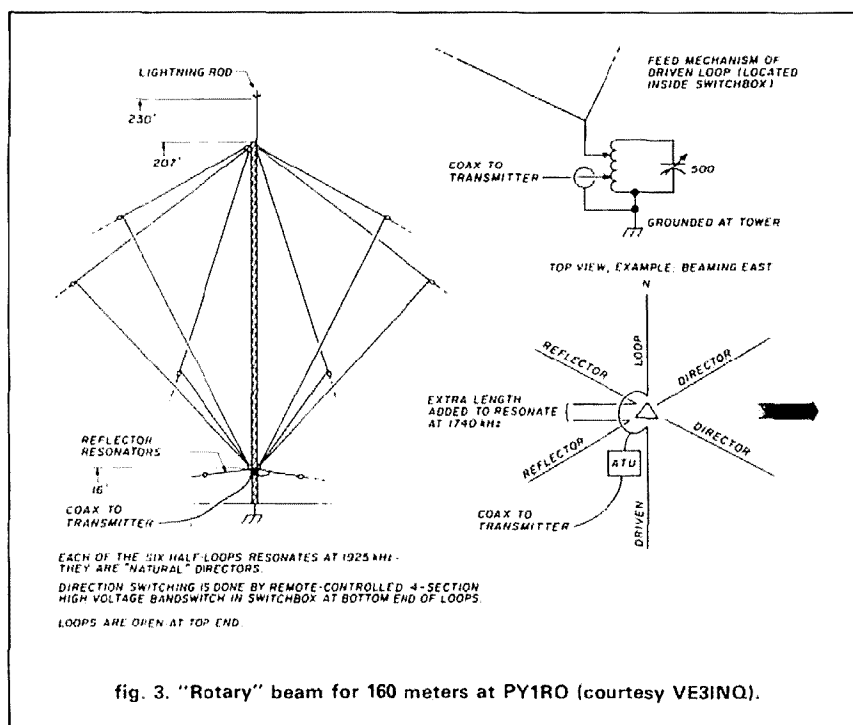 LIGHTNING ROD
230'
207'
REFLECTOR
RESONATORS
16'
COAX TO
TRANSMITTER
EACH OF THE SIX HALF-LOOPS RESONATES AT 1925 kHz -
THEY ARE "NATURAL" DIRECTORS.
DIRECTION SWITCHING IS DONE BY REMOTE-CONTROLLED 4-SECTION
HIGH VOLTAGE BANDSWITCH IN SWITCHBOX AT BOTTOM END OF LOOPS.
LOOPS ARE OPEN AT TOP END.
FEED MECHANISM OF
DRIVEN LOOP (LOCATED
INSIDE SWITCHBOX)
COAX TO
TRANSMITTER
500
GROUNDED AT TOWER
TOP VIEW, EXAMPLE: BEAMING EAST
N
REFLECTOR
LOOP
DIRECTOR
EXTRA LENGTH
ADDED TO RESONATE
AT 1740 kHz
REFLECTOR
DIRECTOR
ATU
COAX TO
TRANSMITTER
DRIVEN
fig. 3. "Rotary" beam for 160 meters at PY1RO (courtesy VE3INQ).